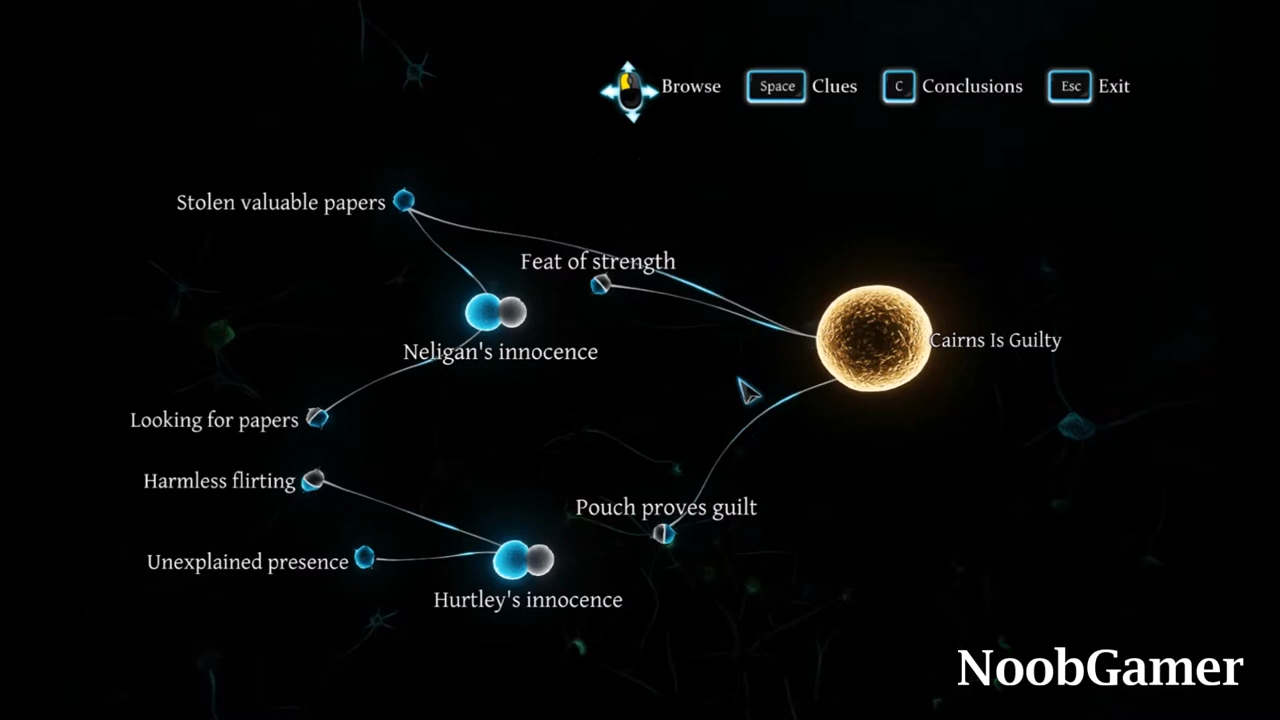 Browse
Space
Clues
C
Conclusions
Esc
Exit
Stolen valuable papers
Feat of strength
Cairns Is Guilty
Neligan's innocence
Looking for papers
Harmless flirting
Pouch proves guilt
Unexplained presence
Hurtley's innocence
NoobGamer